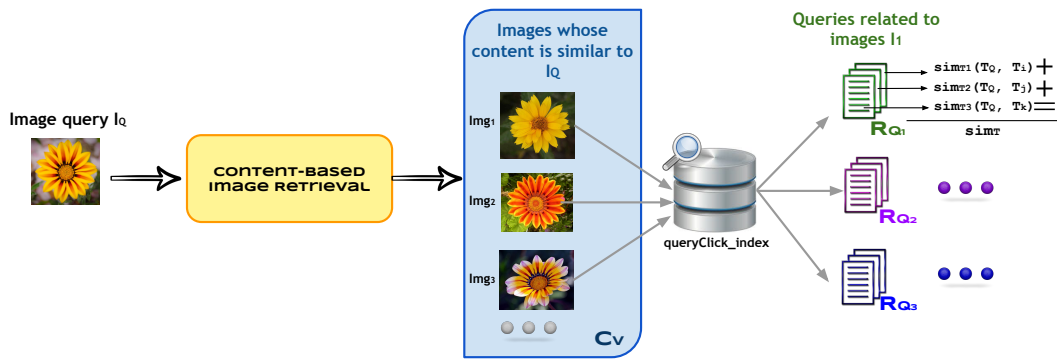 Image query IQ
CONTENT-BASED
IMAGE RETRIEVAL
Images whose
content is similar to
IQ
Img1
Img2
Img3
CV
queryClick_index
Queries related to
images I1
simT1(TQ, Ti)+
simT2(TQ, Tj)+
simT3(TQ, Tk)=
simT
RQ1
RQ2
RQ3